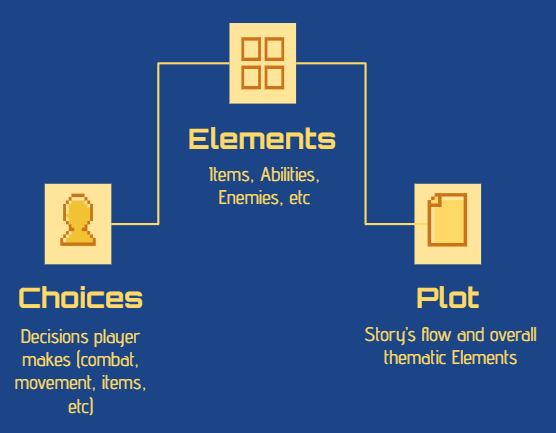 Elements
Items, Abilities,
Enemies, etc
Choices
Decisions player
makes (combat,
movement, items,
etc)
Plot
Story's flow and overall
thematic Elements